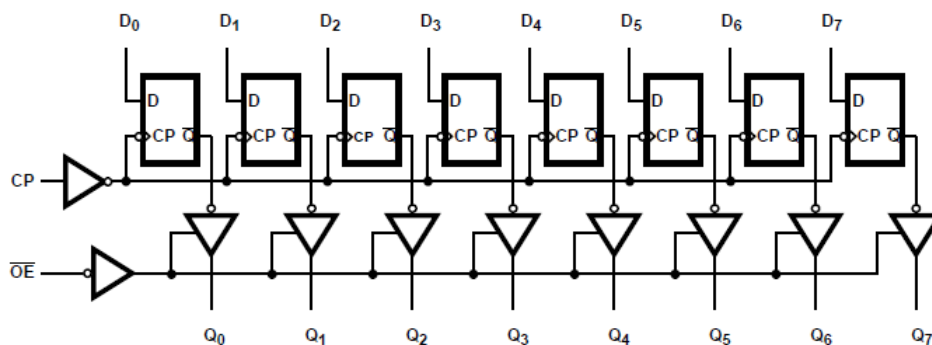 D0 D1 D2 D3 D4 D5 D6 D7
D D D D D D D D
CP Q̅ CP Q̅ CP Q̅ CP Q̅ CP Q̅ CP Q̅ CP Q̅ CP Q̅
CP
O̅E̅
Q0 Q1 Q2 Q3 Q4 Q5 Q6 Q7